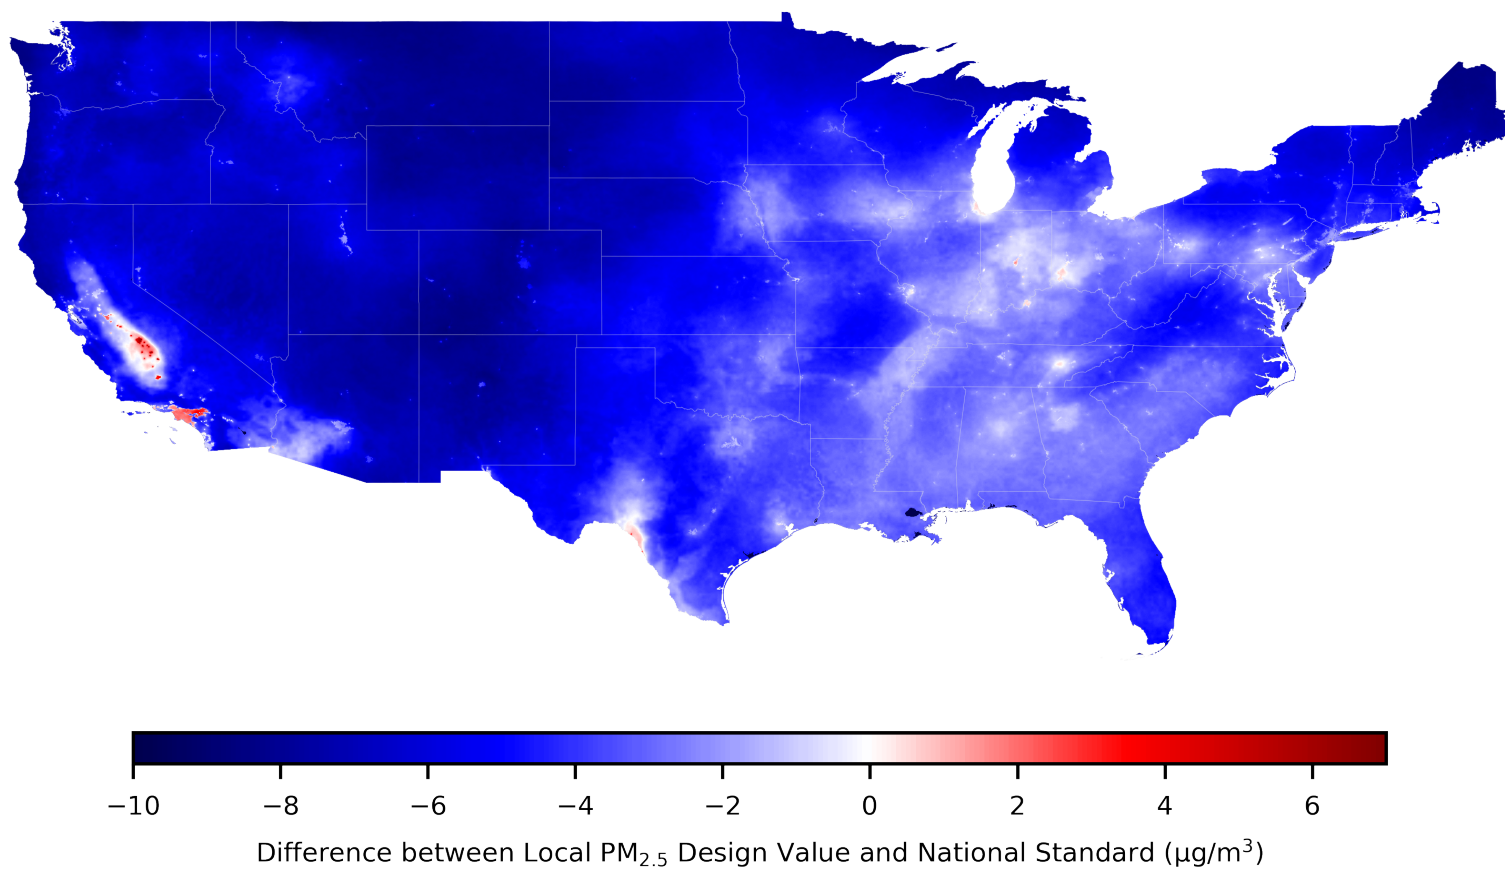 −10 −8 −6 −4 −2 0 2 4 6
Difference between Local PM₂.₅ Design Value and National Standard (μg/m³)